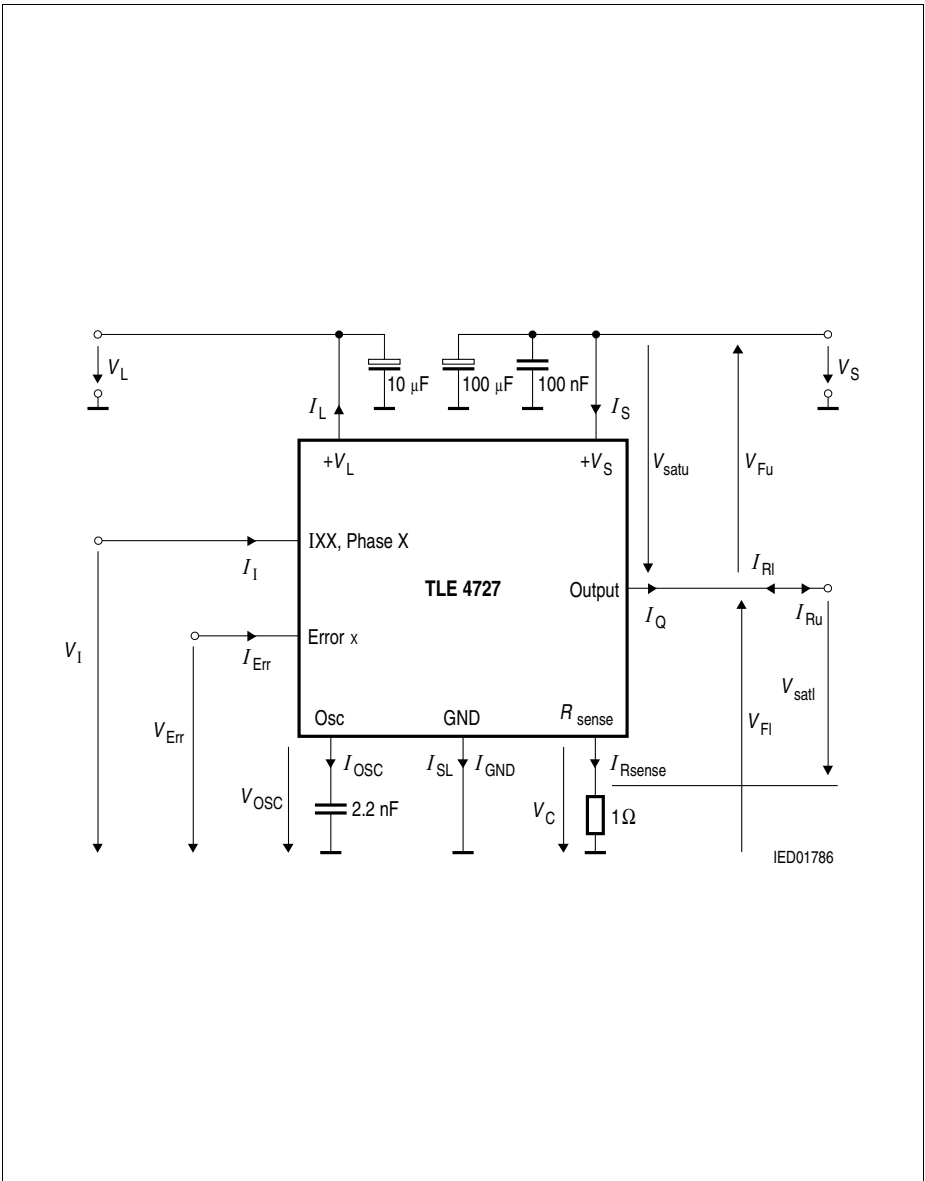 V_L
10 μF
100 μF
100 nF
V_S
I_L
I_S
+V_L
+V_S
V_satu
V_Fu
IXX, Phase X
I_I
TLE 4727
Output
I_Q
I_Rl
I_Ru
Error x
I_Err
V_I
V_Err
V_satl
V_Fl
Osc
GND
R_sense
I_OSC
I_SL
I_GND
I_Rsense
V_OSC
2.2 nF
V_C
1Ω
IED01786